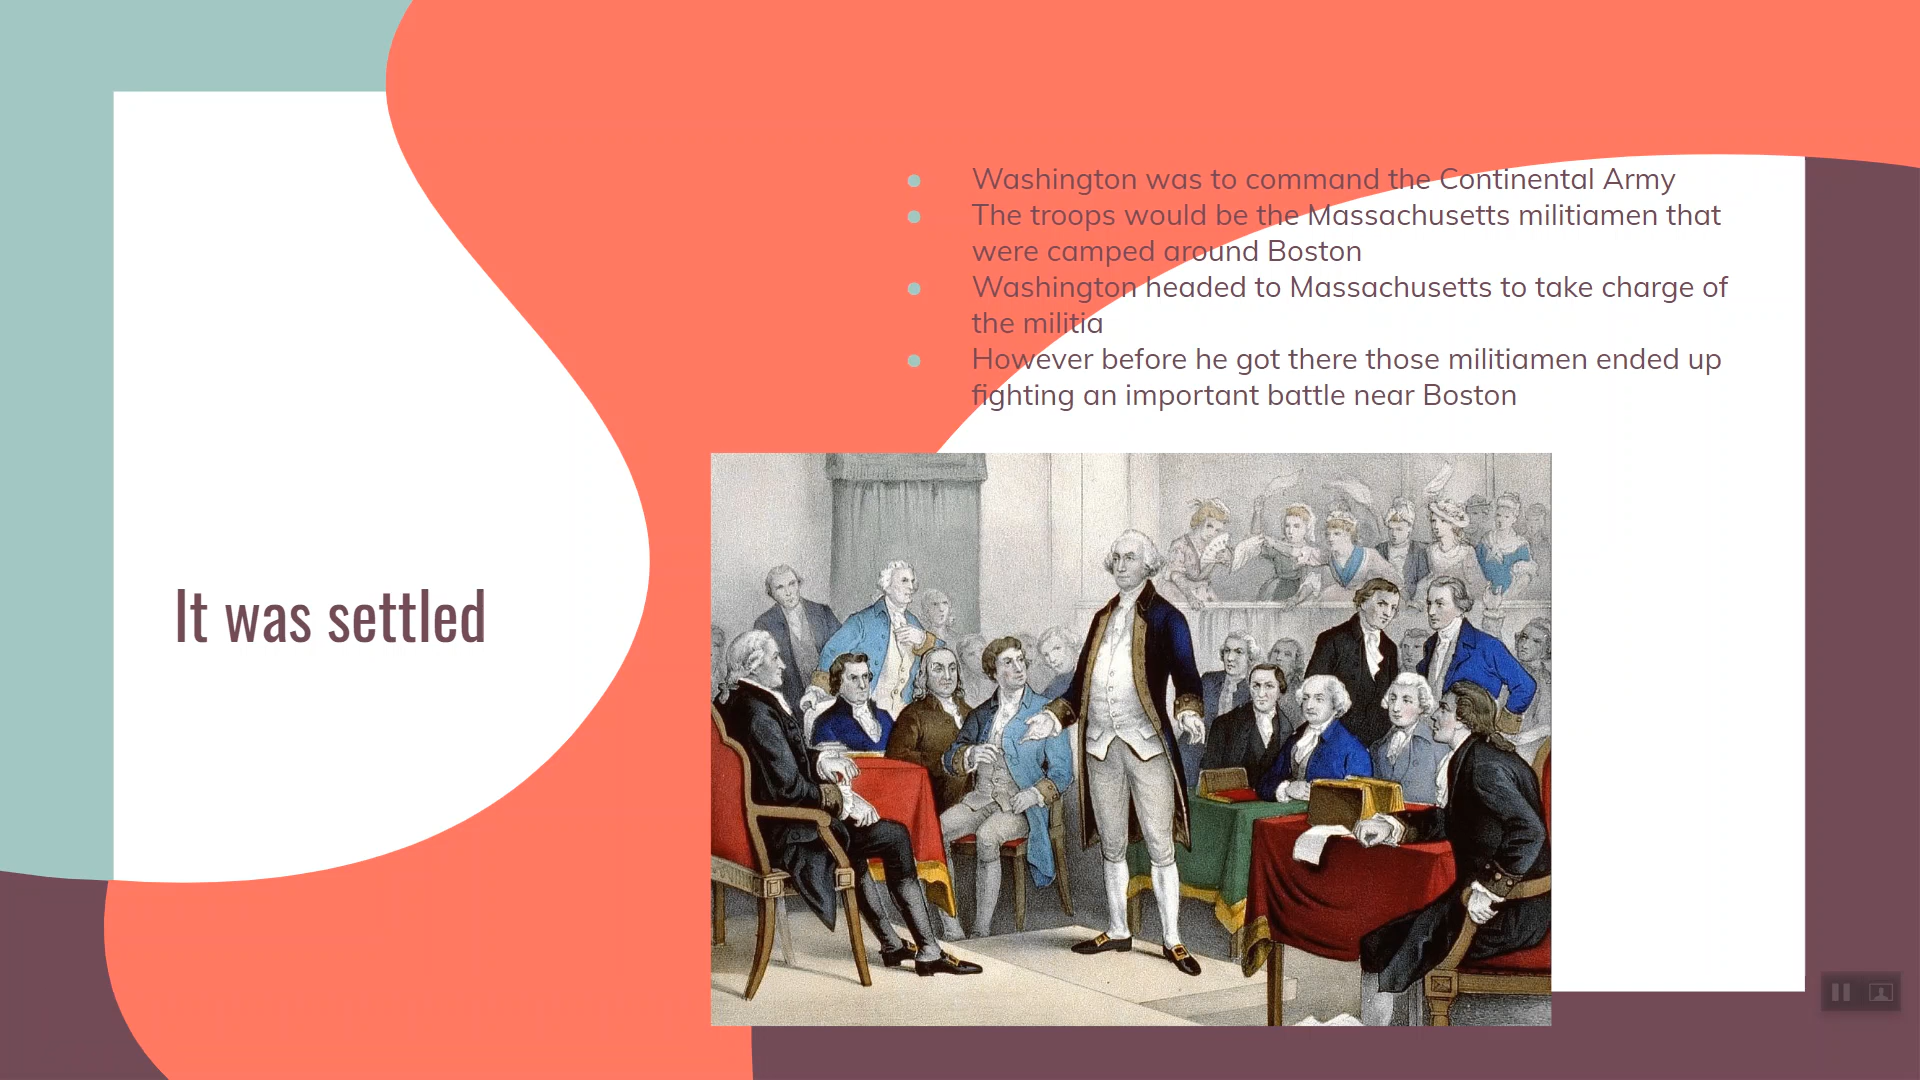 It was settled
Washington was to command the Continental Army
The troops would be the Massachusetts militiamen that
were camped around Boston
Washington headed to Massachusetts to take charge of
the militia
However before he got there those militiamen ended up
fighting an important battle near Boston